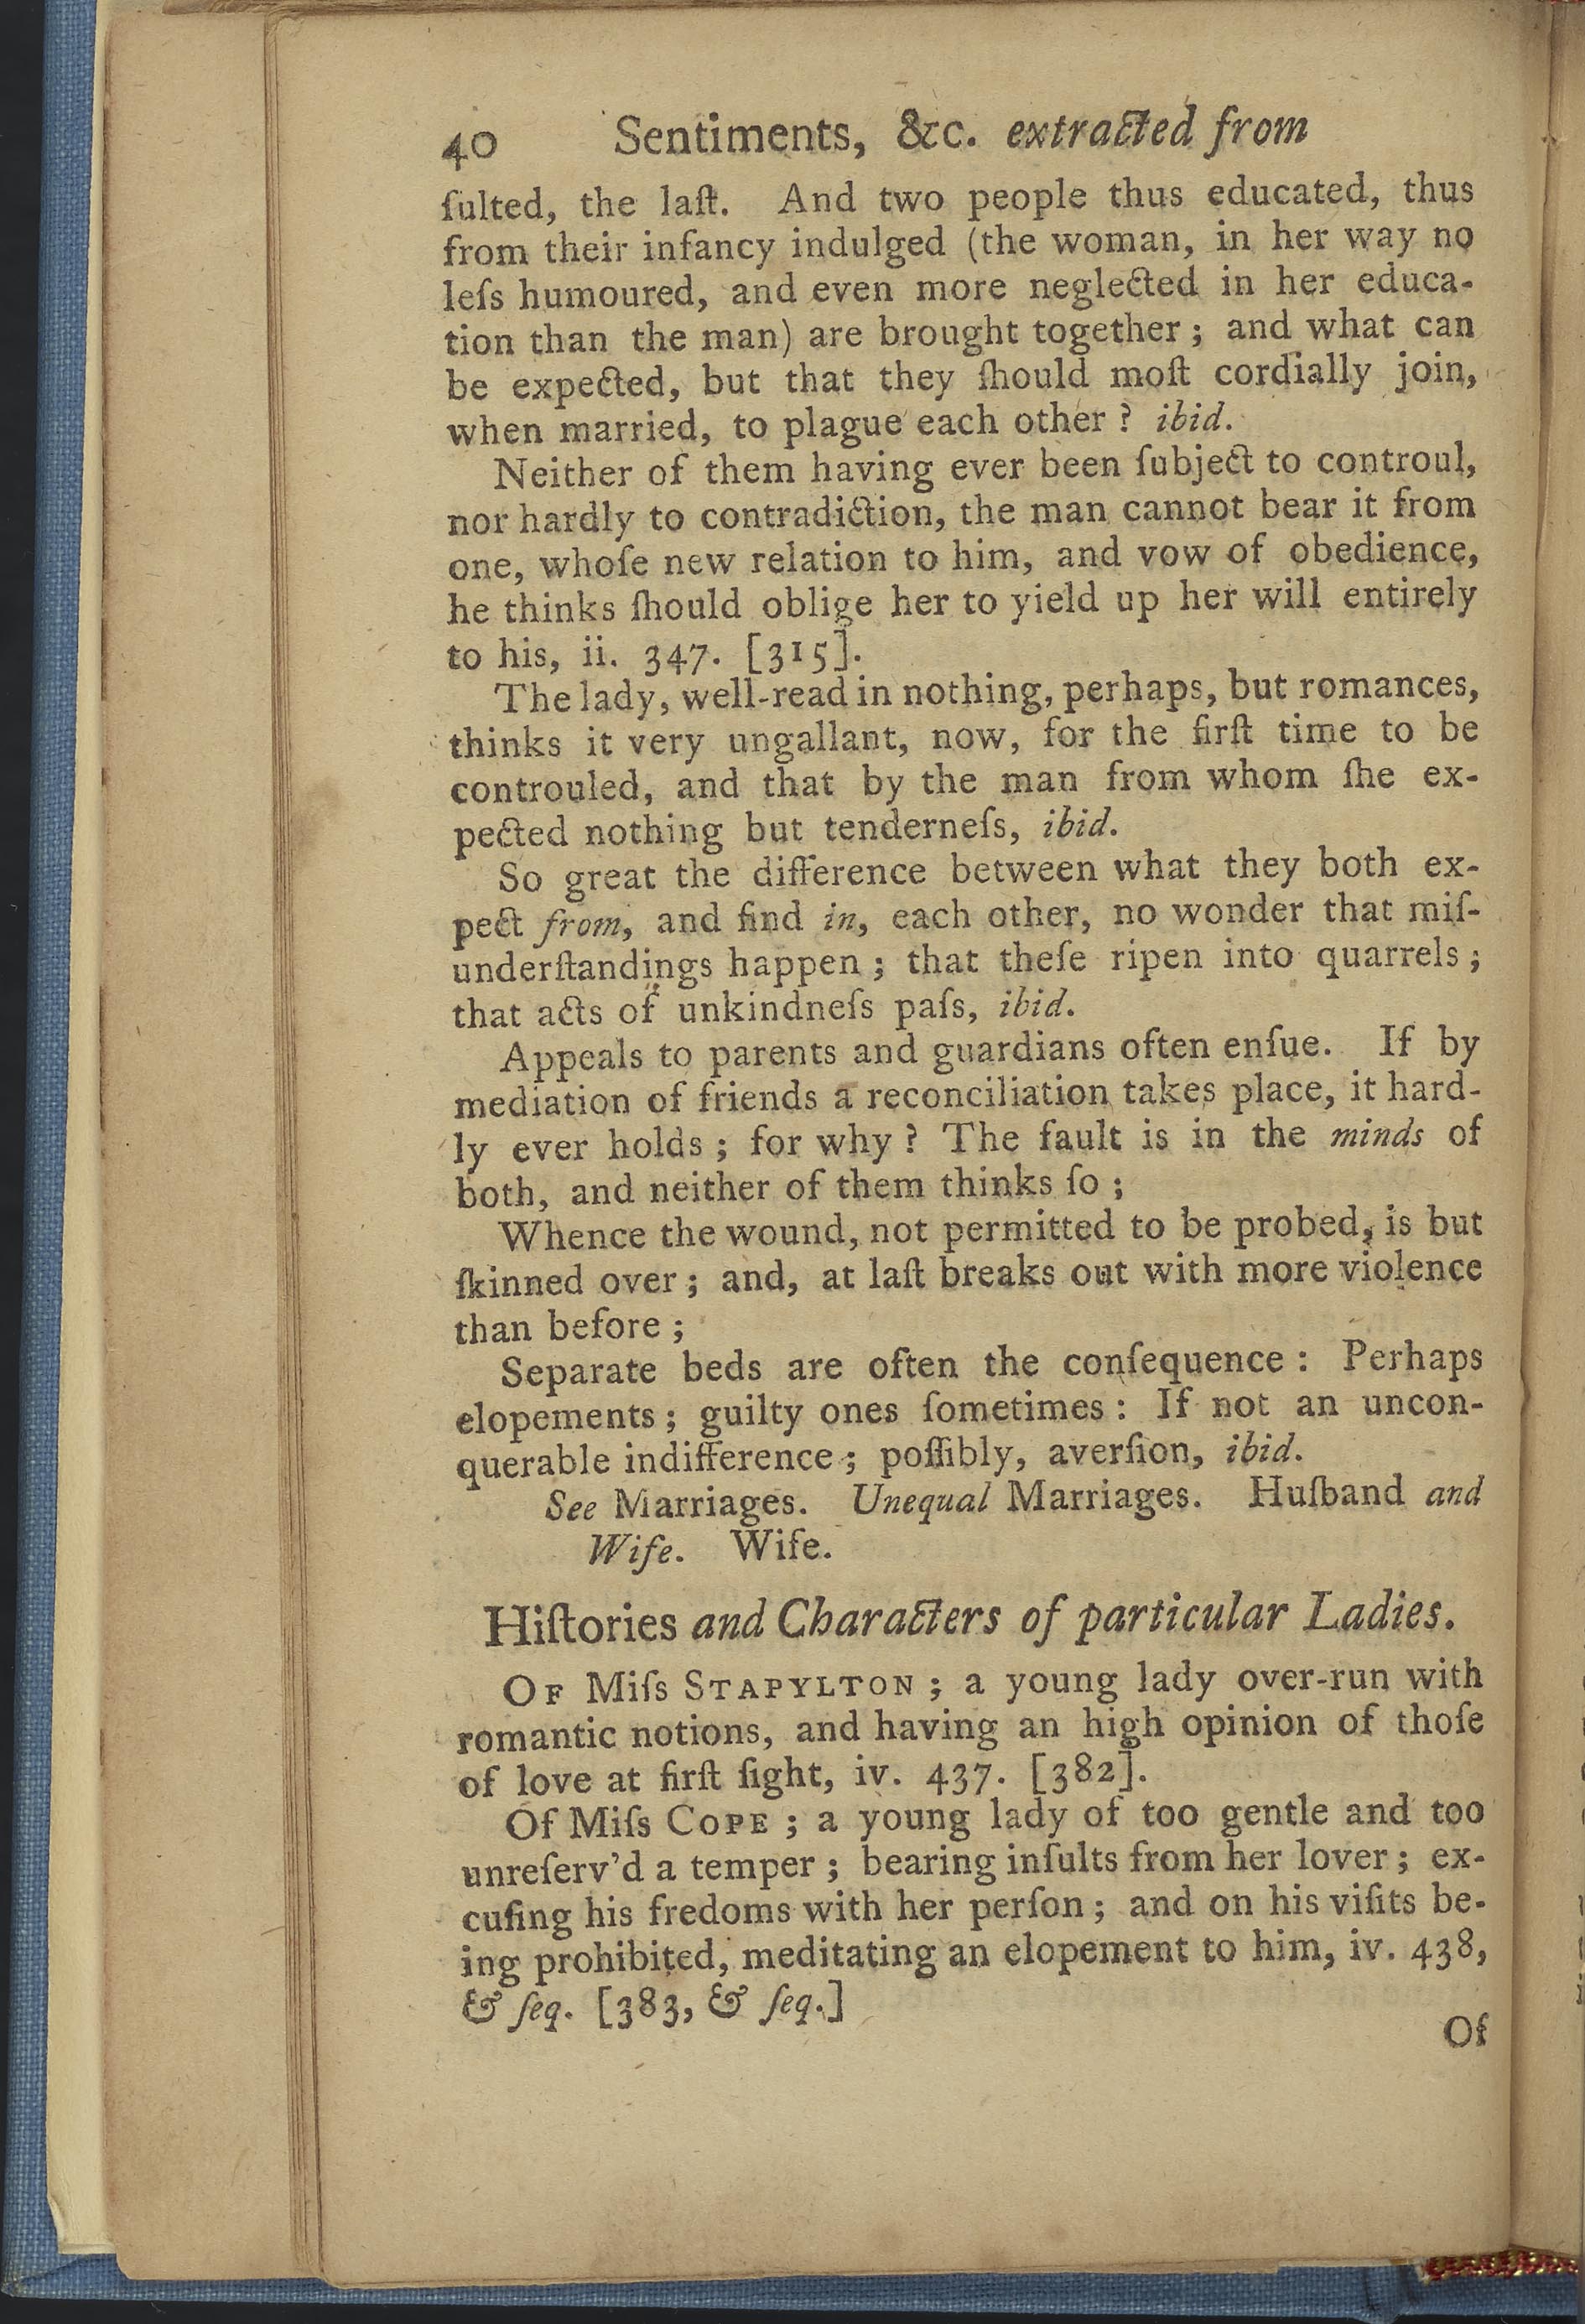 40 Sentiments, &c. extracted from
ſulted, the laſt. And two people thus educated, thus
from their infancy indulged (the woman, in her way no
leſs humoured, and even more neglected in her educa-
tion than the man) are brought together; and what can
be expected, but that they ſhould moſt cordially join,
when married, to plague each other? ibid.
Neither of them having ever been ſubject to controul,
nor hardly to contradiction, the man cannot bear it from
one, whoſe new relation to him, and vow of obedience,
he thinks ſhould oblige her to yield up her will entirely
to his, ii. 347. [315].
The lady, well-read in nothing, perhaps, but romances,
thinks it very ungallant, now, for the firſt time to be
controuled, and that by the man from whom ſhe ex-
pected nothing but tenderneſs, ibid.
So great the difference between what they both ex-
pect from, and find in, each other, no wonder that miſ-
underſtandings happen; that theſe ripen into quarrels;
that acts of unkindneſs paſs, ibid.
Appeals to parents and guardians often enſue. If by
mediation of friends a reconciliation takes place, it hard-
ly ever holds; for why? The fault is in the minds of
both, and neither of them thinks ſo;
Whence the wound, not permitted to be probed, is but
ſkinned over; and, at laſt breaks out with more violence
than before;
Separate beds are often the conſequence: Perhaps
elopements; guilty ones ſometimes: If not an uncon-
querable indifference; poſſibly, averſion, ibid.
See Marriages. Unequal Marriages. Huſband and
Wife. Wife.
Hiſtories and Characters of particular Ladies.
OF Miſs STAPYLTON; a young lady over-run with
romantic notions, and having an high opinion of thoſe
of love at firſt ſight, iv. 437. [382].
Of Miſs COPE; a young lady of too gentle and too
unreſerv'd a temper; bearing inſults from her lover; ex-
cuſing his fredoms with her perſon; and on his viſits be-
ing prohibited, meditating an elopement to him, iv. 438,
& ſeq. [383, & ſeq.]
Of